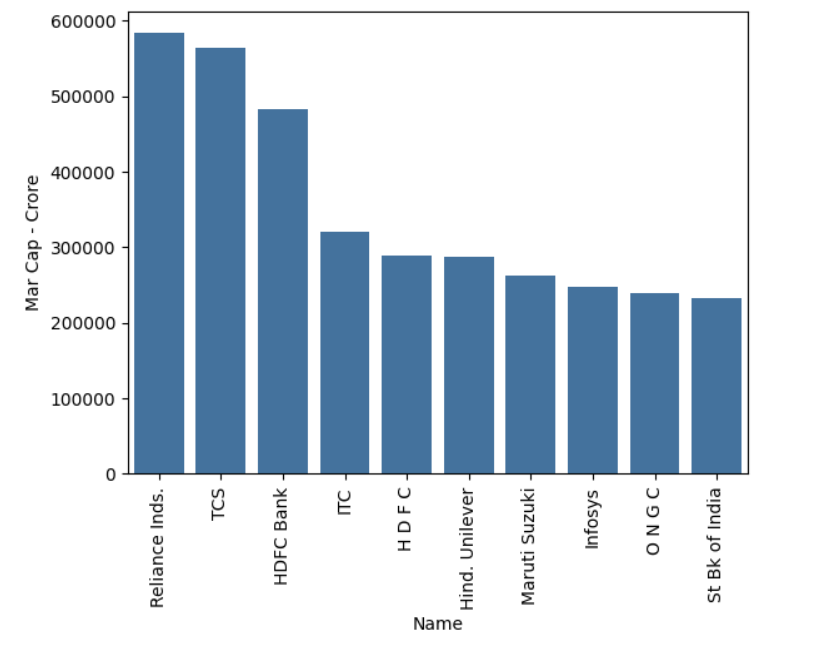 600000
500000
400000
300000
200000
100000
0
Mar Cap - Crore
Reliance Inds.
TCS
HDFC Bank
ITC
H D F C
Hind. Unilever
Maruti Suzuki
Infosys
O N G C
St Bk of India
Name